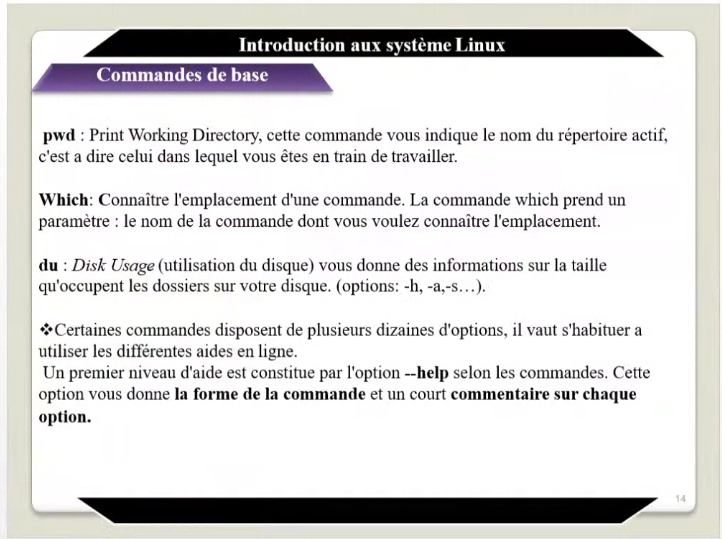 Introduction aux système Linux
Commandes de base
pwd : Print Working Directory, cette commande vous indique le nom du répertoire actif,
c'est a dire celui dans lequel vous êtes en train de travailler.
Which: Connaître l'emplacement d'une commande. La commande which prend un
paramètre : le nom de la commande dont vous voulez connaître l'emplacement.
du : Disk Usage (utilisation du disque) vous donne des informations sur la taille
qu'occupent les dossiers sur votre disque. (options: -h, -a,-s…).
❖Certaines commandes disposent de plusieurs dizaines d'options, il vaut s'habituer a
utiliser les différentes aides en ligne.
Un premier niveau d'aide est constitue par l'option --help selon les commandes. Cette
option vous donne la forme de la commande et un court commentaire sur chaque
option.
14